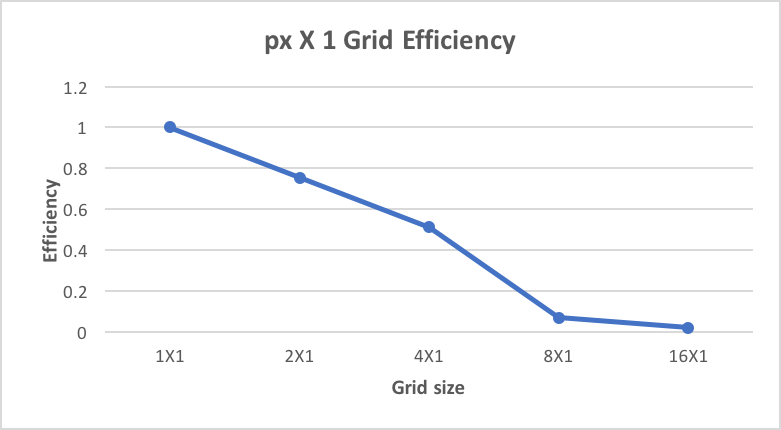 px X 1 Grid Efficiency
1.2
1
0.8
0.6
0.4
0.2
0
Efficiency
1X1 2X1 4X1 8X1 16X1
Grid size